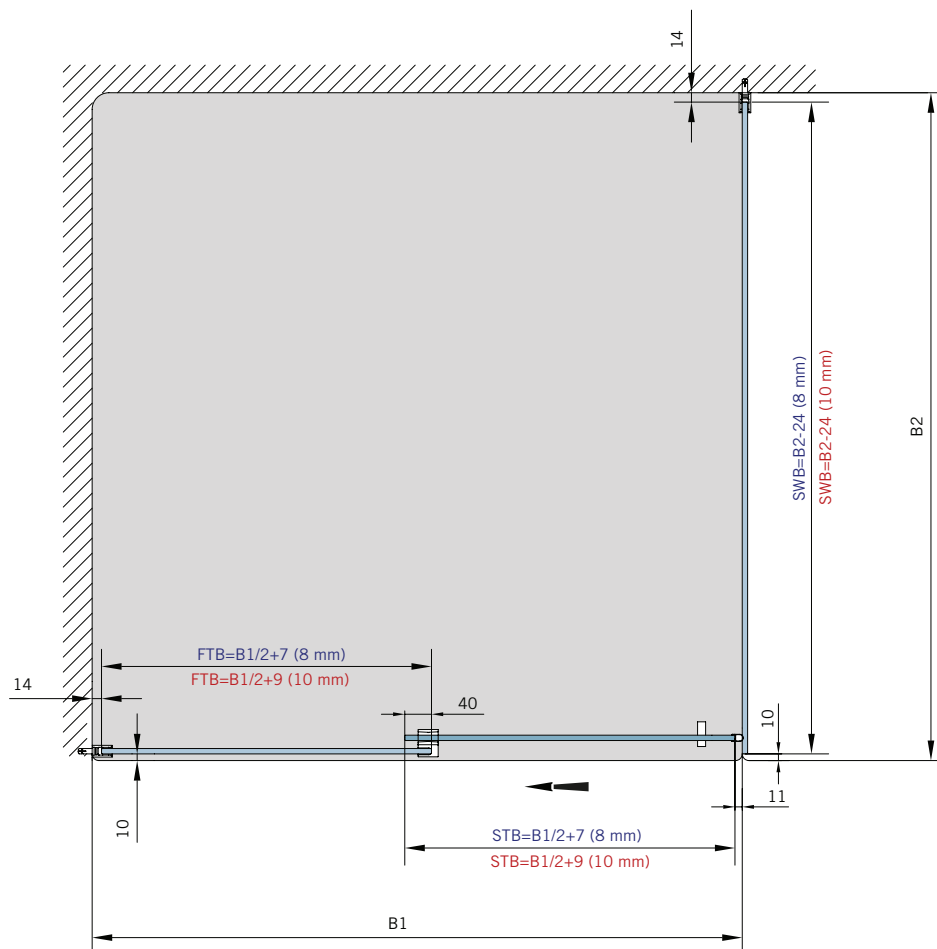 14
SWB=B2-24 (8 mm)
SWB=B2-24 (10 mm)
B2
FTB=B1/2+7 (8 mm)
FTB=B1/2+9 (10 mm)
14
40
10
10
11
STB=B1/2+7 (8 mm)
STB=B1/2+9 (10 mm)
B1